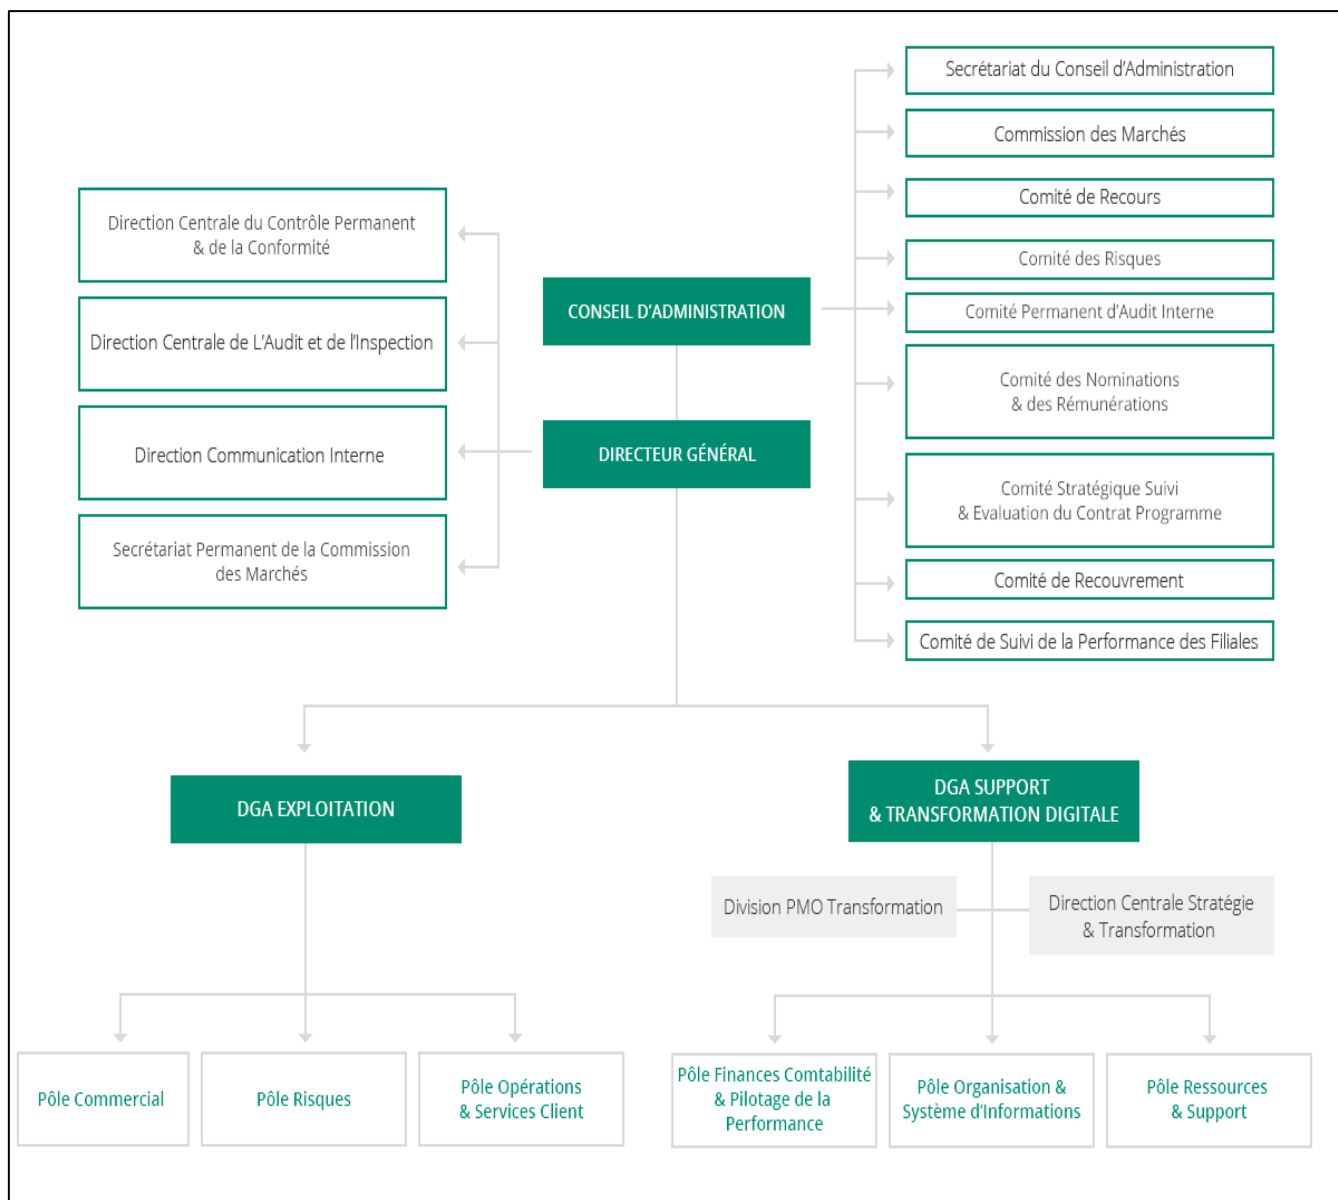 Secrétariat du Conseil d'Administration
Commission des Marchés
Comité de Recours
Comité des Risques
Comité Permanent d'Audit Interne
Comité des Nominations
& des Rémunérations
Comité Stratégique Suivi
& Evaluation du Contrat Programme
Comité de Recouvrement
Comité de Suivi de la Performance des Filiales
Direction Centrale du Contrôle Permanent
& de la Conformité
Direction Centrale de L'Audit et de l'Inspection
Direction Communication Interne
Secrétariat Permanent de la Commission
des Marchés
CONSEIL D'ADMINISTRATION
DIRECTEUR GÉNÉRAL
DGA EXPLOITATION
DGA SUPPORT
& TRANSFORMATION DIGITALE
Division PMO Transformation
Direction Centrale Stratégie
& Transformation
Pôle Commercial
Pôle Risques
Pôle Opérations
& Services Client
Pôle Finances Comtabilité
& Pilotage de la
Performance
Pôle Organisation &
Système d'Informations
Pôle Ressources
& Support